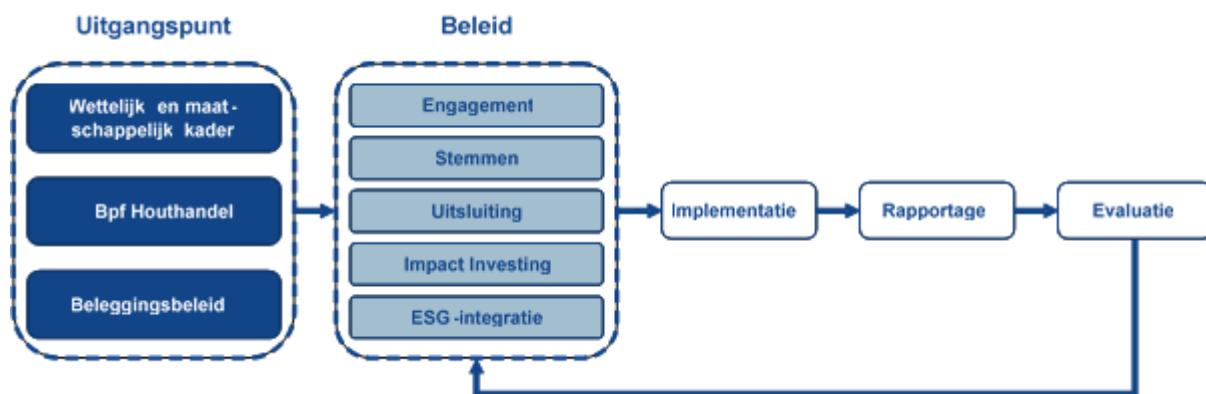 Uitgangspunt
Wettelijk en maat-
schappelijk kader
Bpf Houthandel
Beleggingsbeleid
Beleid
Engagement
Stemmen
Uitsluiting
Impact Investing
ESG-integratie
Implementatie
Rapportage
Evaluatie